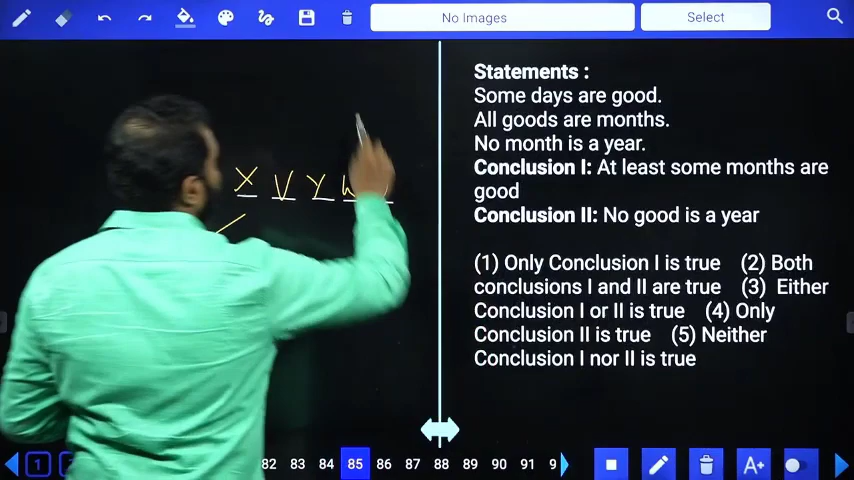 No Images
Select
X V Y W
Statements :
Some days are good.
All goods are months.
No month is a year.
Conclusion I: At least some months are
good
Conclusion II: No good is a year
(1) Only Conclusion I is true (2) Both
conclusions I and II are true (3) Either
Conclusion I or II is true (4) Only
Conclusion II is true (5) Neither
Conclusion I nor II is true
1 82 83 84 85 86 87 88 89 90 91 9
A+